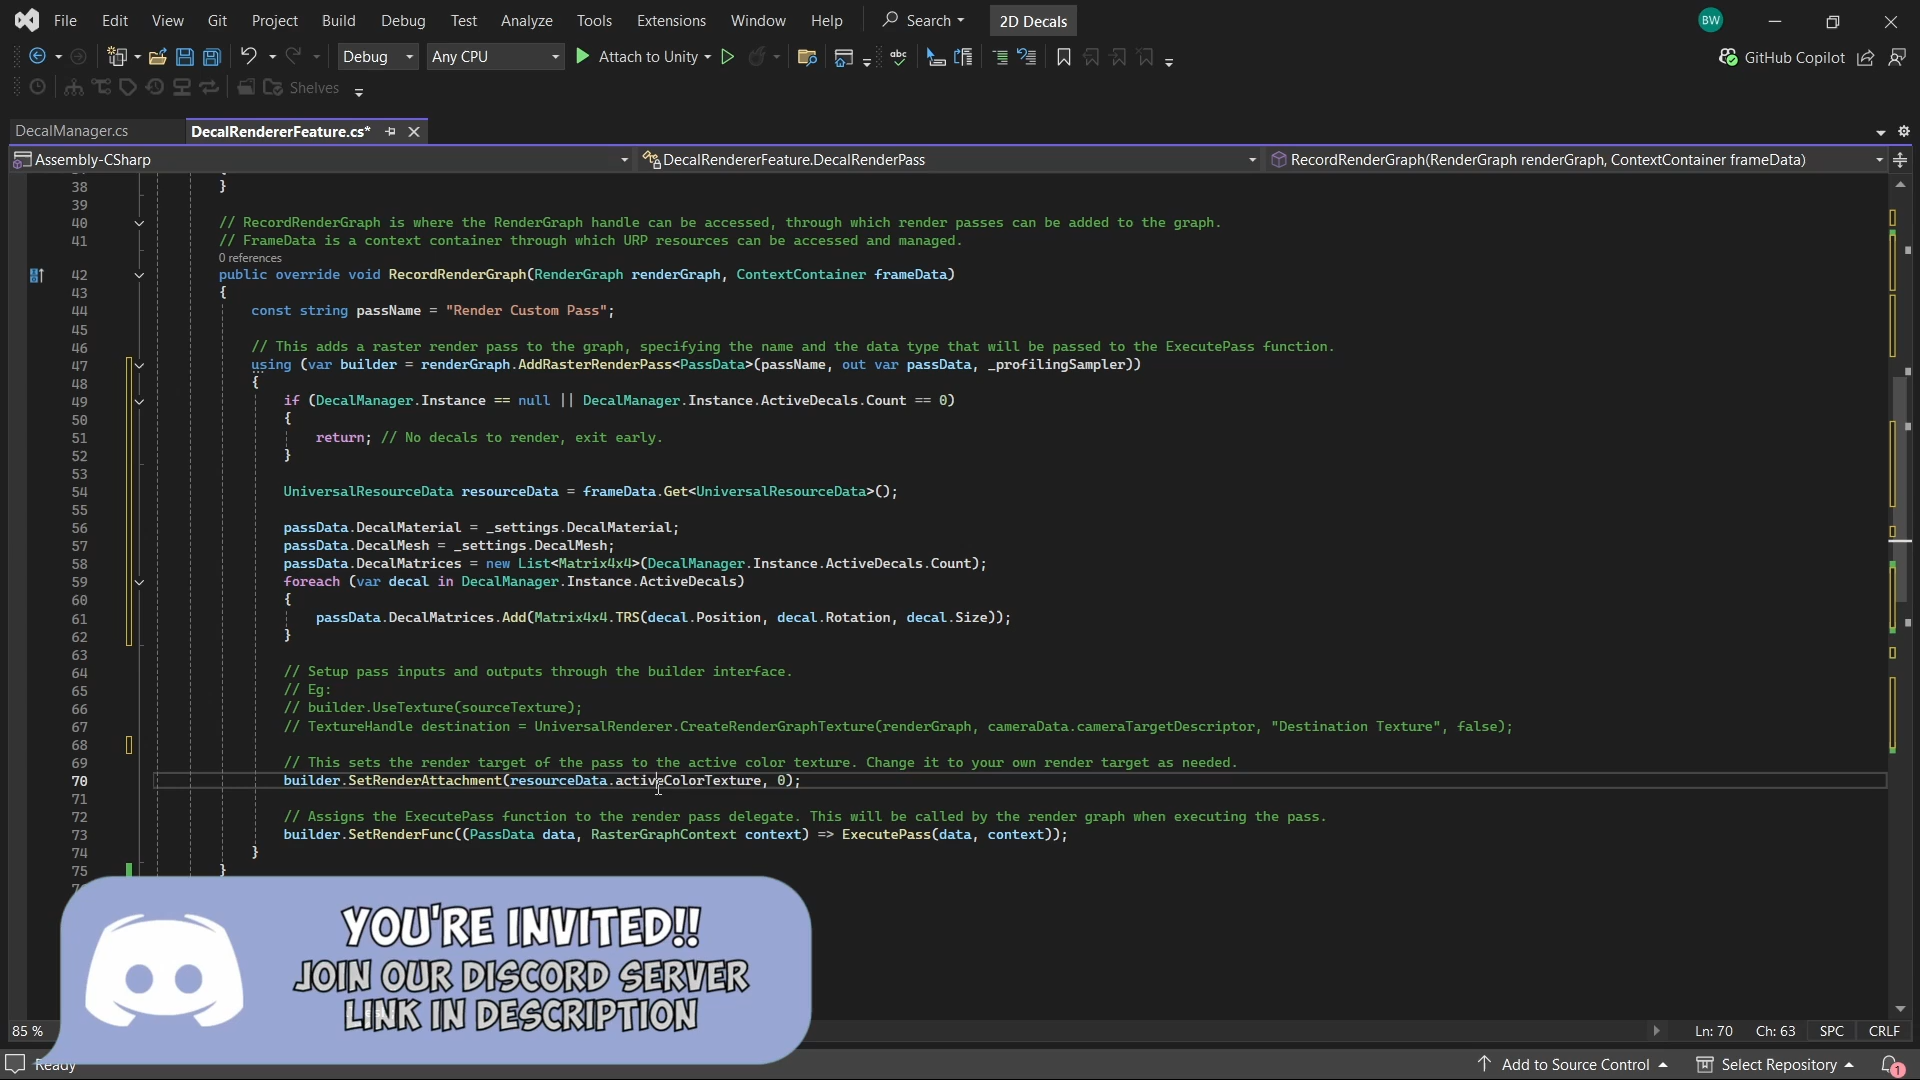 File Edit View Git Project Build Debug Test Analyze Tools Extensions Window Help Search 2D Decals BW
Debug Any CPU Attach to Unity abc GitHub Copilot
Shelves
DecalManager.cs DecalRendererFeature.cs*
Assembly-CSharp DecalRendererFeature.DecalRenderPass RecordRenderGraph(RenderGraph renderGraph, ContextContainer frameData)
38 }
39
40 // RecordRenderGraph is where the RenderGraph handle can be accessed, through which render passes can be added to the graph.
41 // FrameData is a context container through which URP resources can be accessed and managed.
0 references
42 public override void RecordRenderGraph(RenderGraph renderGraph, ContextContainer frameData)
43 {
44 const string passName = "Render Custom Pass";
45
46 // This adds a raster render pass to the graph, specifying the name and the data type that will be passed to the ExecutePass function.
47 using (var builder = renderGraph.AddRasterRenderPass<PassData>(passName, out var passData, _profilingSampler))
48 {
49 if (DecalManager.Instance == null || DecalManager.Instance.ActiveDecals.Count == 0)
50 {
51 return; // No decals to render, exit early.
52 }
53
54 UniversalResourceData resourceData = frameData.Get<UniversalResourceData>();
55
56 passData.DecalMaterial = _settings.DecalMaterial;
57 passData.DecalMesh = _settings.DecalMesh;
58 passData.DecalMatrices = new List<Matrix4x4>(DecalManager.Instance.ActiveDecals.Count);
59 foreach (var decal in DecalManager.Instance.ActiveDecals)
60 {
61 passData.DecalMatrices.Add(Matrix4x4.TRS(decal.Position, decal.Rotation, decal.Size));
62 }
63
64 // Setup pass inputs and outputs through the builder interface.
65 // Eg:
66 // builder.UseTexture(sourceTexture);
67 // TextureHandle destination = UniversalRenderer.CreateRenderGraphTexture(renderGraph, cameraData.cameraTargetDescriptor, "Destination Texture", false);
68
69 // This sets the render target of the pass to the active color texture. Change it to your own render target as needed.
70 builder.SetRenderAttachment(resourceData.activeColorTexture, 0);
71
72 // Assigns the ExecutePass function to the render pass delegate. This will be called by the render graph when executing the pass.
73 builder.SetRenderFunc((PassData data, RasterGraphContext context) => ExecutePass(data, context));
74 }
75 }
YOU'RE INVITED!!
JOIN OUR DISCORD SERVER
LINK IN DESCRIPTION
85 % Ln: 70 Ch: 63 SPC CRLF
Ready Add to Source Control Select Repository 1